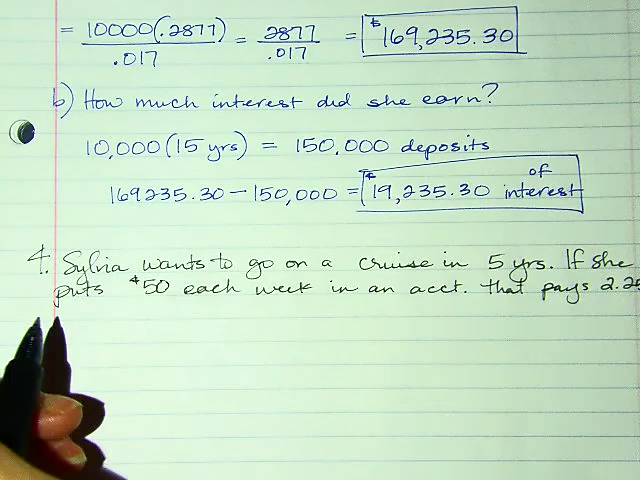 = 10000(.2877) / .017 = 2877 / .017 = $169,235.30
b) How much interest did she earn?
10,000 (15 yrs) = 150,000 deposits
169235.30 - 150,000 = $19,235.30 of interest
4. Sylvia wants to go on a cruise in 5 yrs. If she
puts $50 each week in an acct. that pays 2.25